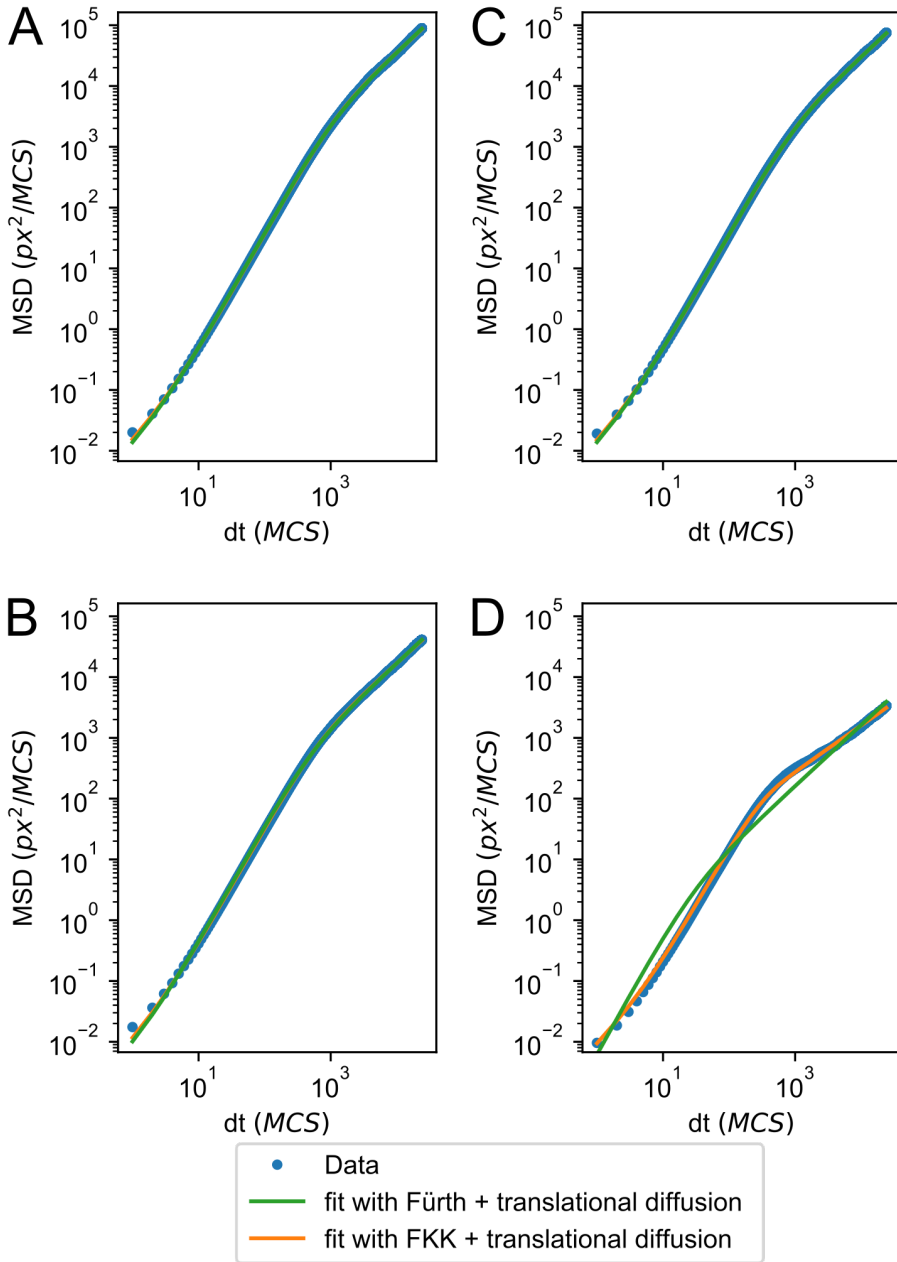 A
10^5
10^4
10^3
10^2
10^1
10^0
10^−1
10^−2
MSD (px^2/MCS)
10^1
10^3
dt (MCS)
C
10^5
10^4
10^3
10^2
10^1
10^0
10^−1
10^−2
MSD (px^2/MCS)
10^1
10^3
dt (MCS)
B
10^5
10^4
10^3
10^2
10^1
10^0
10^−1
10^−2
MSD (px^2/MCS)
10^1
10^3
dt (MCS)
D
10^5
10^4
10^3
10^2
10^1
10^0
10^−1
10^−2
MSD (px^2/MCS)
10^1
10^3
dt (MCS)
Data
fit with Fürth + translational diffusion
fit with FKK + translational diffusion